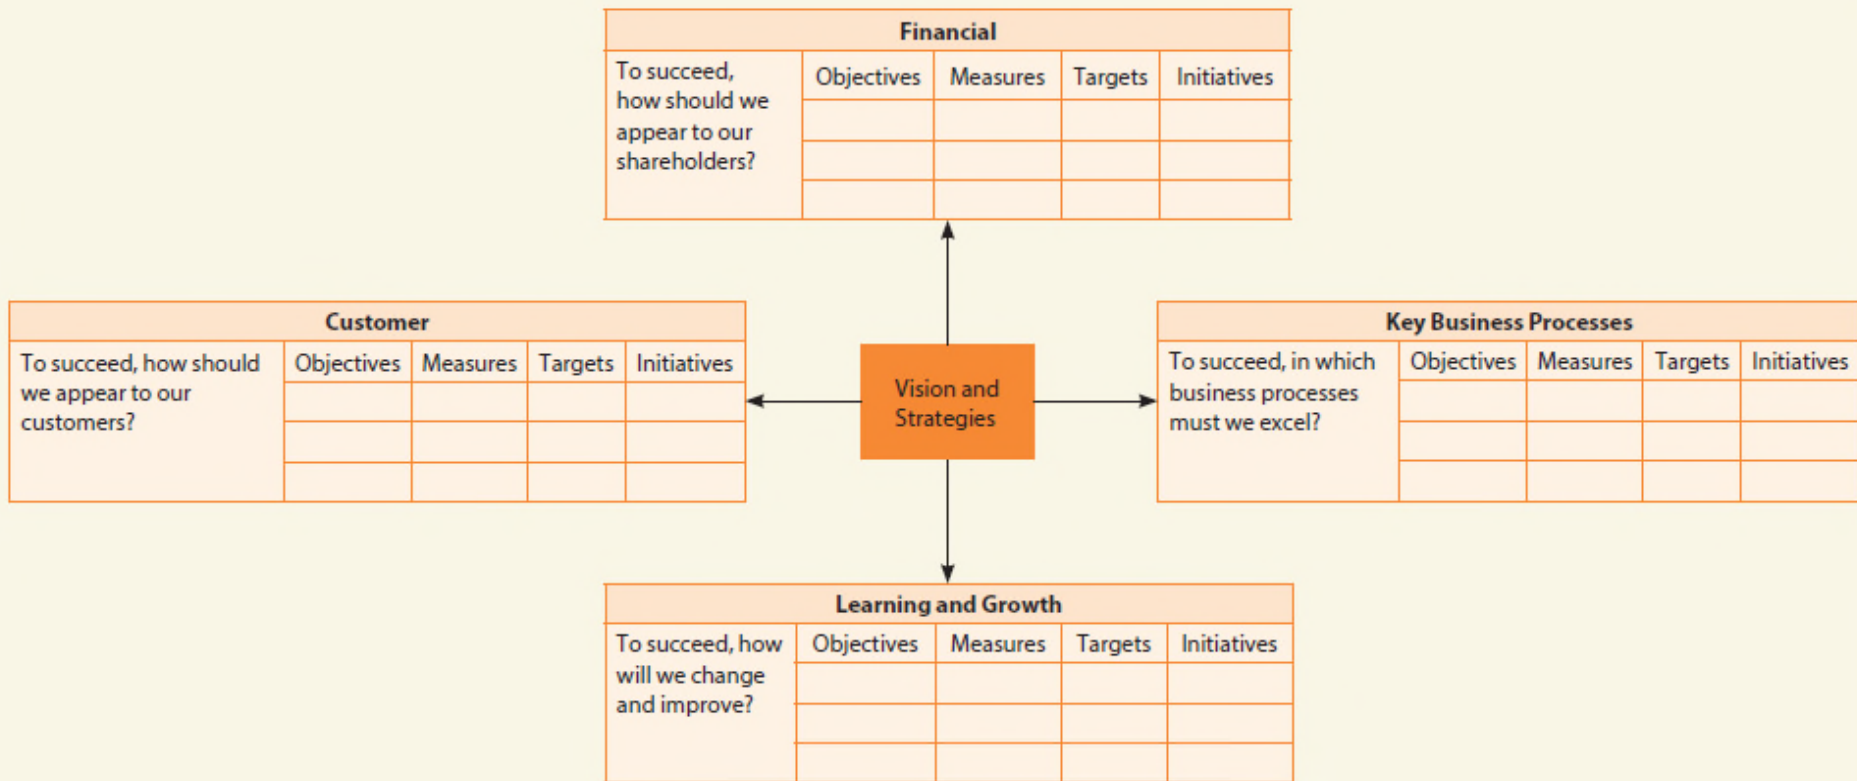 Financial
To succeed,
how should we
appear to our
shareholders?
Objectives Measures Targets Initiatives
Customer
To succeed, how should
we appear to our
customers?
Objectives Measures Targets Initiatives
Vision and
Strategies
Key Business Processes
To succeed, in which
business processes
must we excel?
Objectives Measures Targets Initiatives
Learning and Growth
To succeed, how
will we change
and improve?
Objectives Measures Targets Initiatives